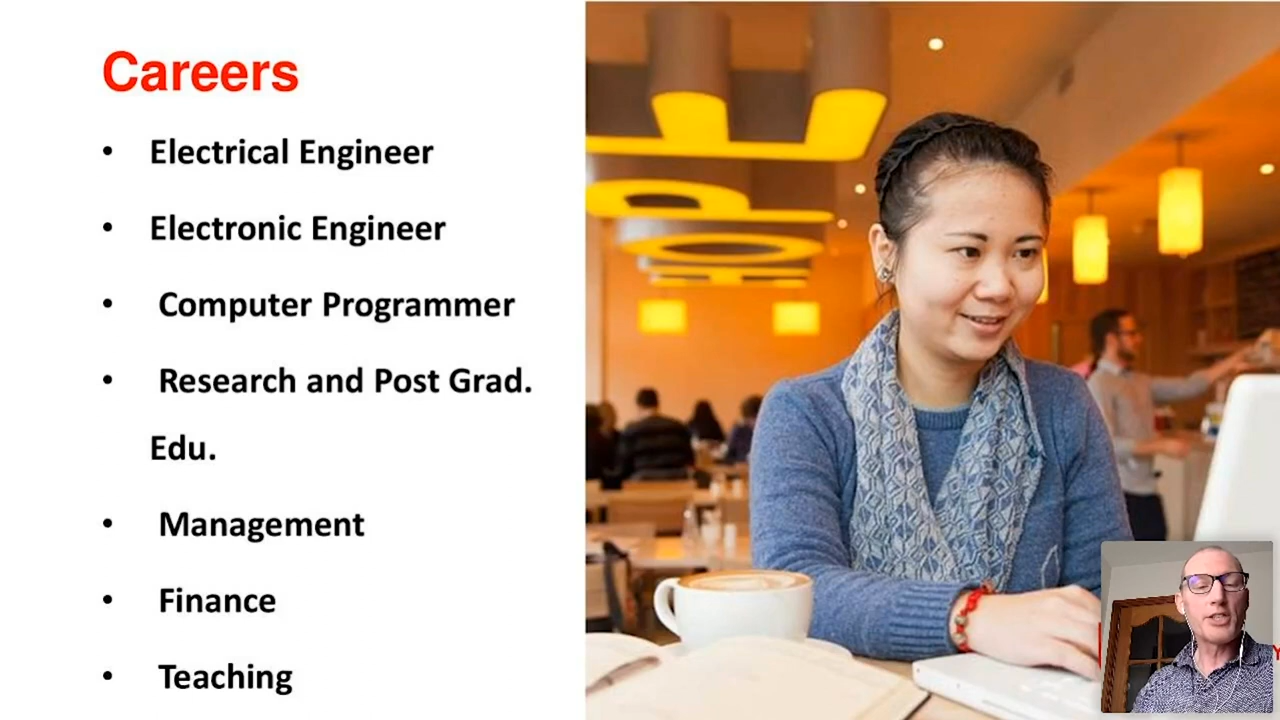 Careers
• Electrical Engineer
• Electronic Engineer
• Computer Programmer
• Research and Post Grad.
Edu.
• Management
• Finance
• Teaching